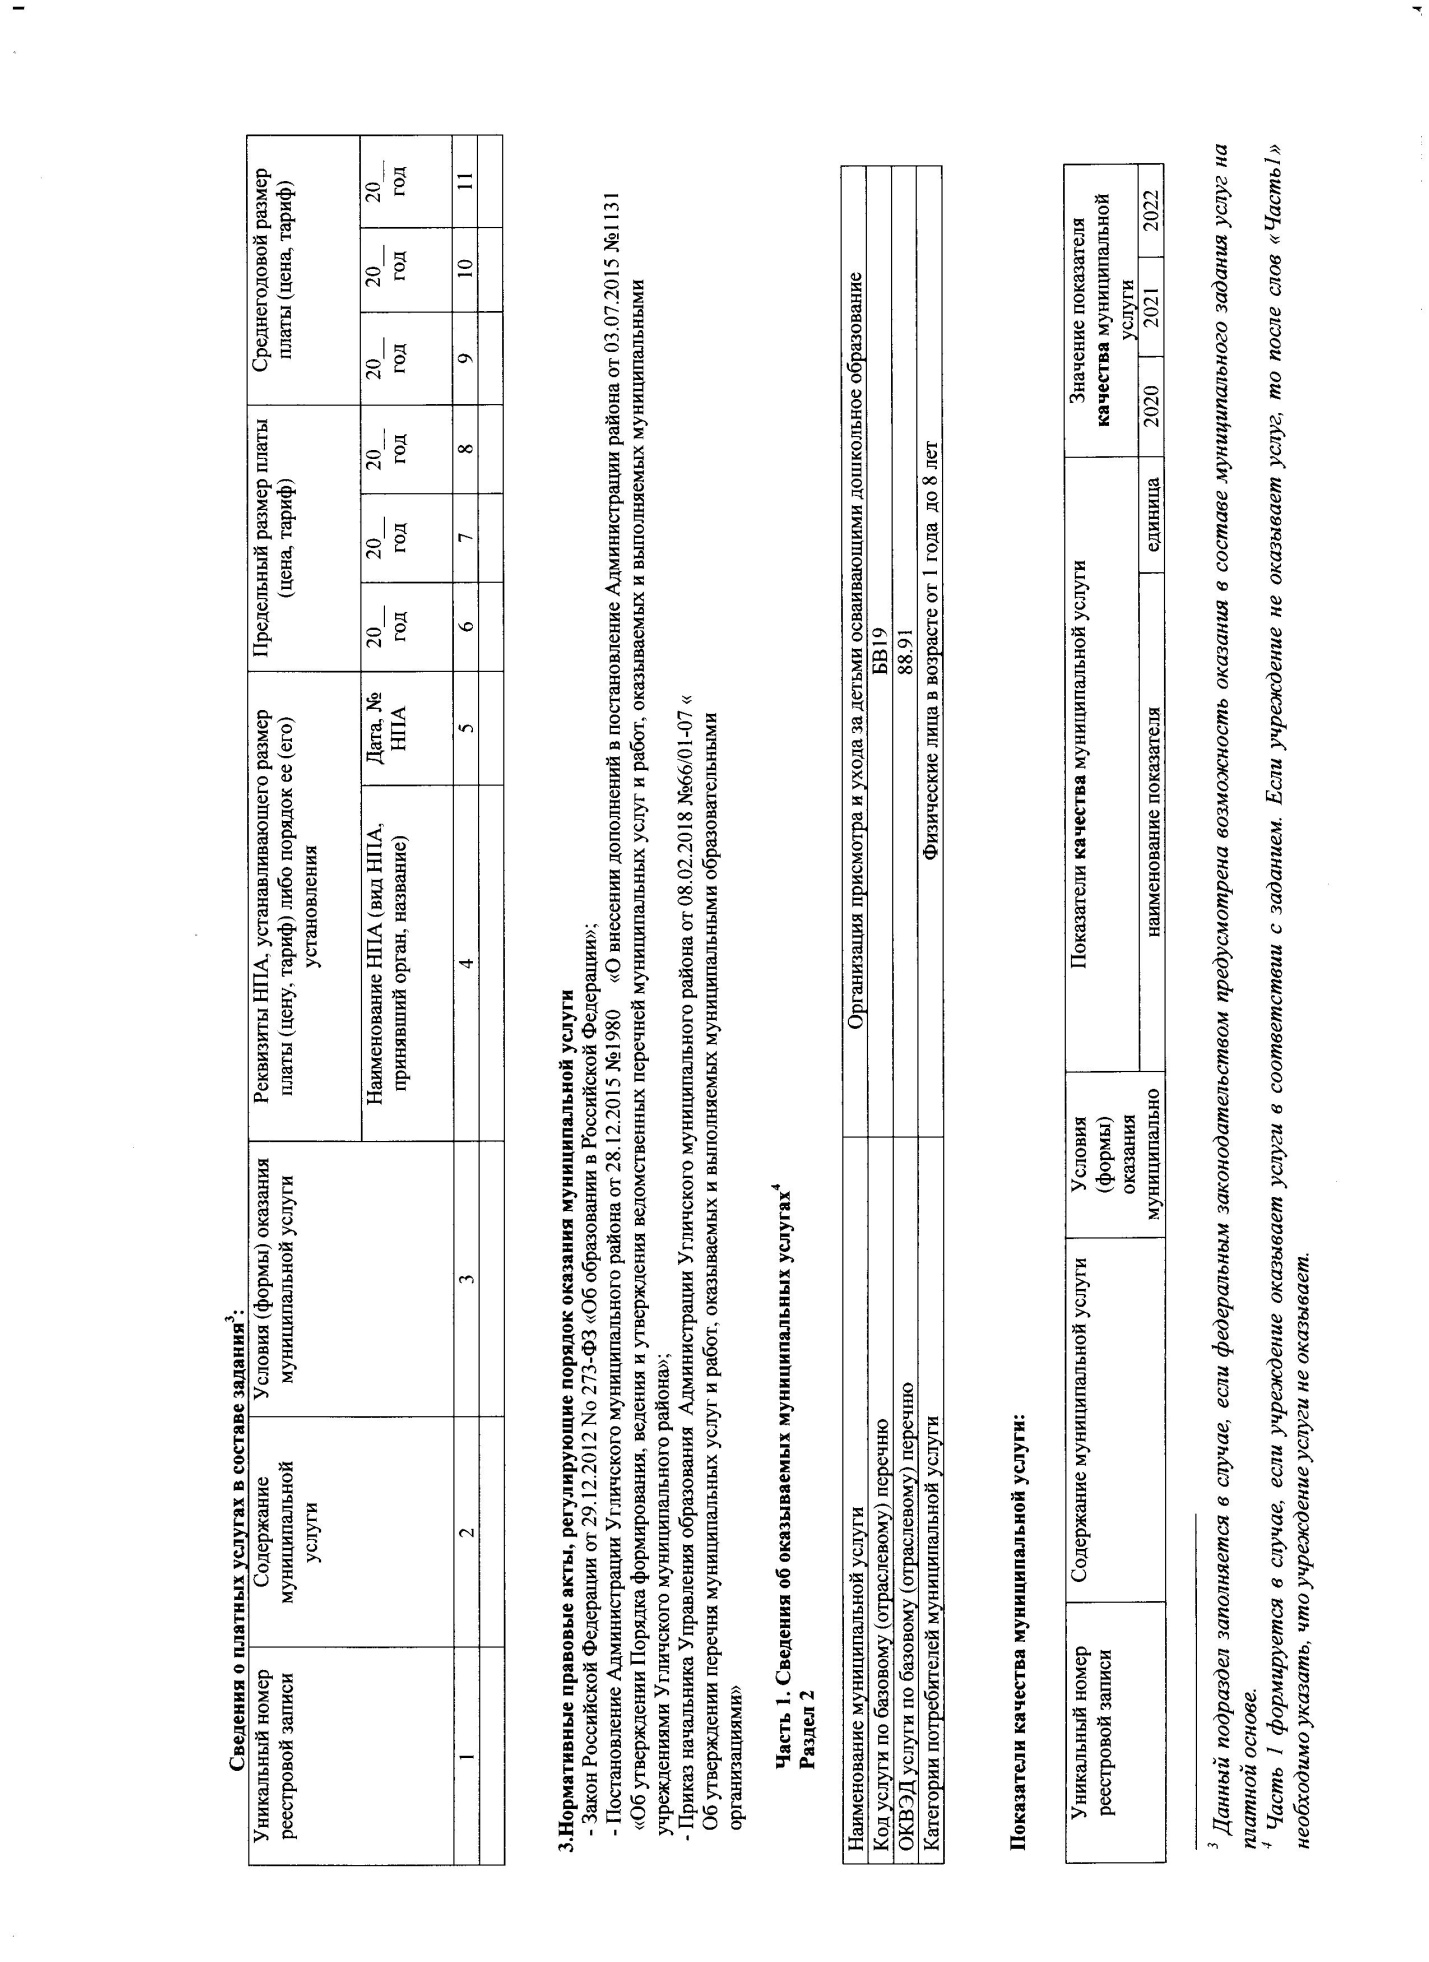 Сведения о платных услугах в составе задания³:
Уникальный номер
реестровой записи
Содержание
муниципальной
услуги
Условия (формы) оказания
муниципальной услуги
Реквизиты НПА, устанавливающего размер
платы (цену, тариф) либо порядок ее (его)
установления
Предельный размер платы
(цена, тариф)
Среднегодовой размер
платы (цена, тариф)
Наименование НПА (вид НПА,
принявший орган, название)
Дата, №
НПА
20__
год
20__
год
20__
год
20__
год
20__
год
20__
год
1 2 3 4 5 6 7 8 9 10 11
3.Нормативные правовые акты, регулирующие порядок оказания муниципальной услуги
- Закон Российской Федерации от 29.12.2012 No 273-ФЗ «Об образовании в Российской Федерации»;
- Постановление Администрации Угличского муниципального района от 28.12.2015 №1980 «О внесении дополнений в постановление Администрации района от 03.07.2015 №1131
«Об утверждении Порядка формирования, ведения и утверждения ведомственных перечней муниципальных услуг и работ, оказываемых и выполняемых муниципальными
учреждениями Угличского муниципального района»;
- Приказ начальника Управления образования Администрации Угличского муниципального района от 08.02.2018 №66/01-07 «
Об утверждении перечня муниципальных услуг и работ, оказываемых и выполняемых муниципальными образовательными
организациями»
Часть 1. Сведения об оказываемых муниципальных услугах⁴
Раздел 2
Наименование муниципальной услуги Организация присмотра и ухода за детьми осваивающими дошкольное образование
Код услуги по базовому (отраслевому) перечню БВ19
ОКВЭД услуги по базовому (отраслевому) перечню 88.91
Категории потребителей муниципальной услуги Физические лица в возрасте от 1 года до 8 лет
Показатели качества муниципальной услуги:
Уникальный номер
реестровой записи
Содержание муниципальной услуги
Условия
(формы)
оказания
муниципально
Показатели качества муниципальной услуги
Значение показателя
качества муниципальной
услуги
наименование показателя единица 2020 2021 2022
³ Данный подраздел заполняется в случае, если федеральным законодательством предусмотрена возможность оказания в составе муниципального задания услуг на
платной основе.
⁴ Часть 1 формируется в случае, если учреждение оказывает услуги в соответствии с заданием. Если учреждение не оказывает услуг, то после слов «Часть1»
необходимо указать, что учреждение услуги не оказывает.